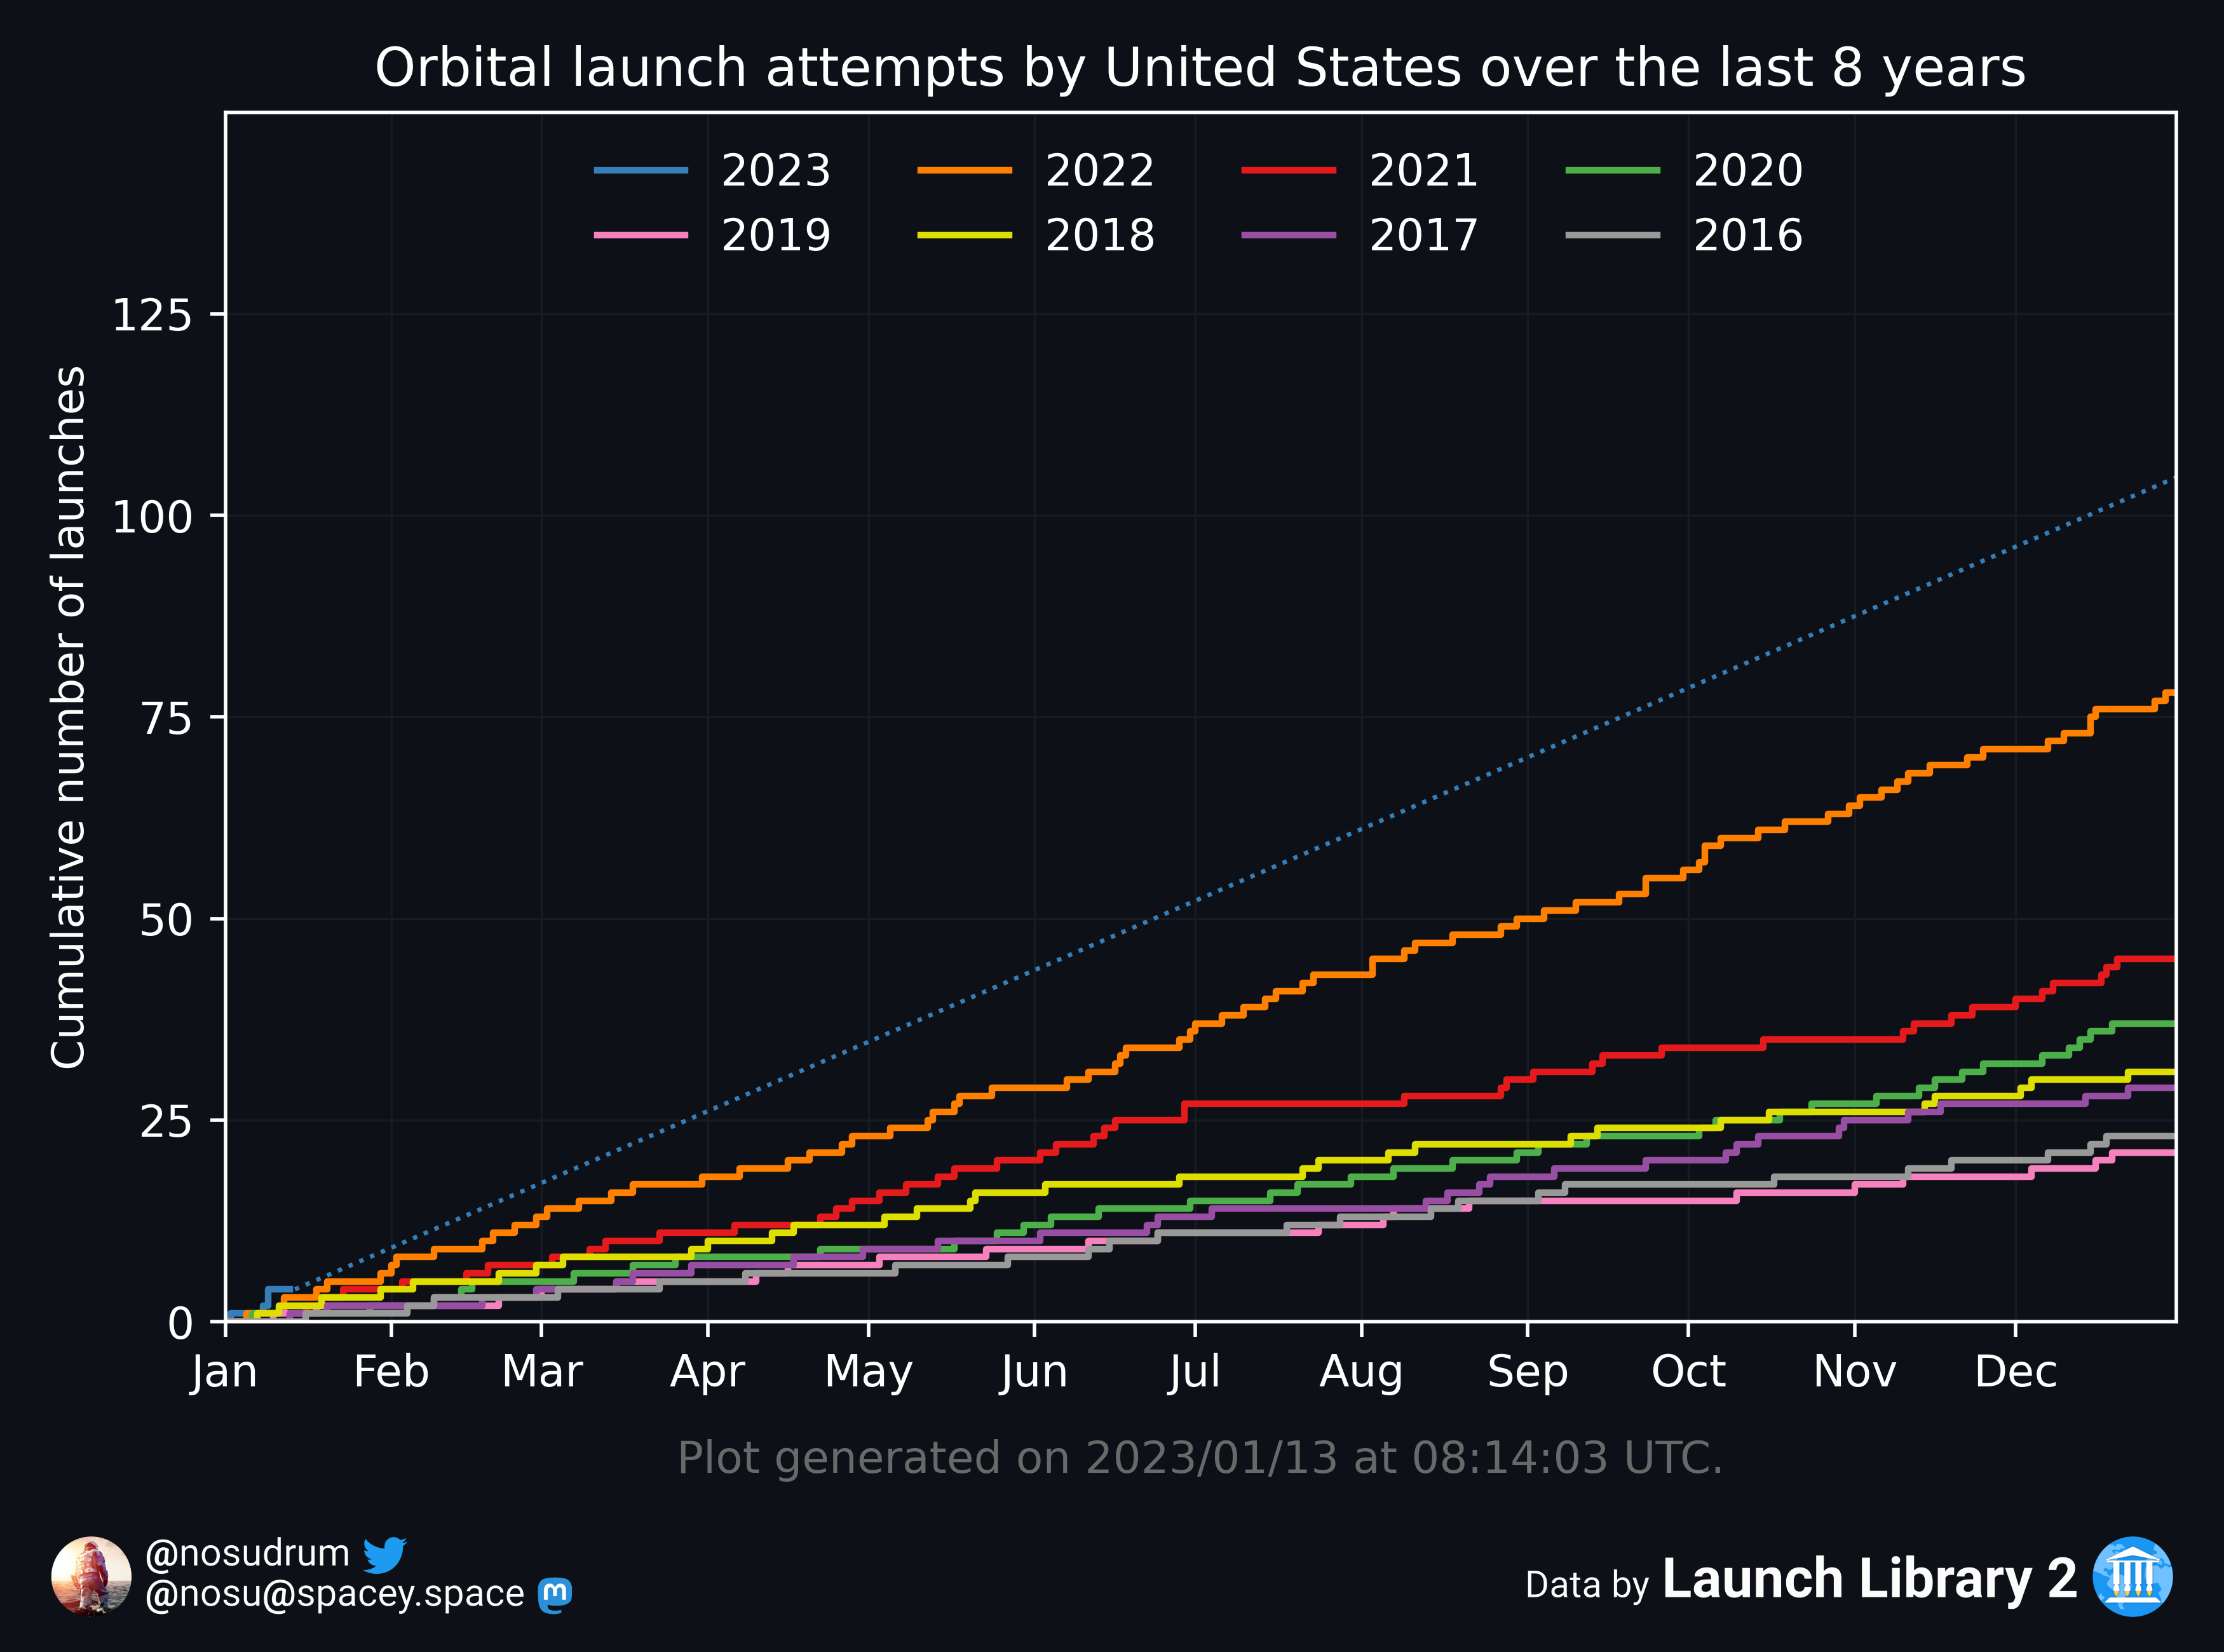 Orbital launch attempts by United States over the last 8 years
2023 2022 2021 2020
2019 2018 2017 2016
125
100
75
50
25
0
Cumulative number of launches
Jan Feb Mar Apr May Jun Jul Aug Sep Oct Nov Dec
Plot generated on 2023/01/13 at 08:14:03 UTC.
@nosudrum
@nosu@spacey.space
Data by Launch Library 2